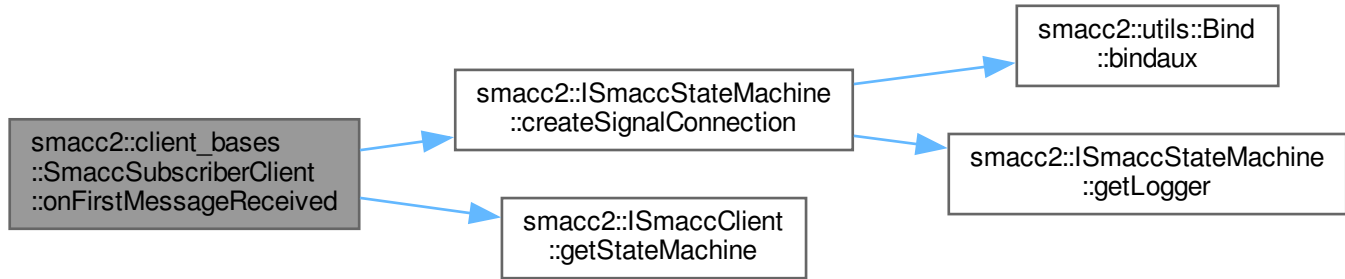 smacc2::client_bases
::SmaccSubscriberClient
::onFirstMessageReceived
smacc2::ISmaccStateMachine
::createSignalConnection
smacc2::utils::Bind
::bindaux
smacc2::ISmaccStateMachine
::getLogger
smacc2::ISmaccClient
::getStateMachine